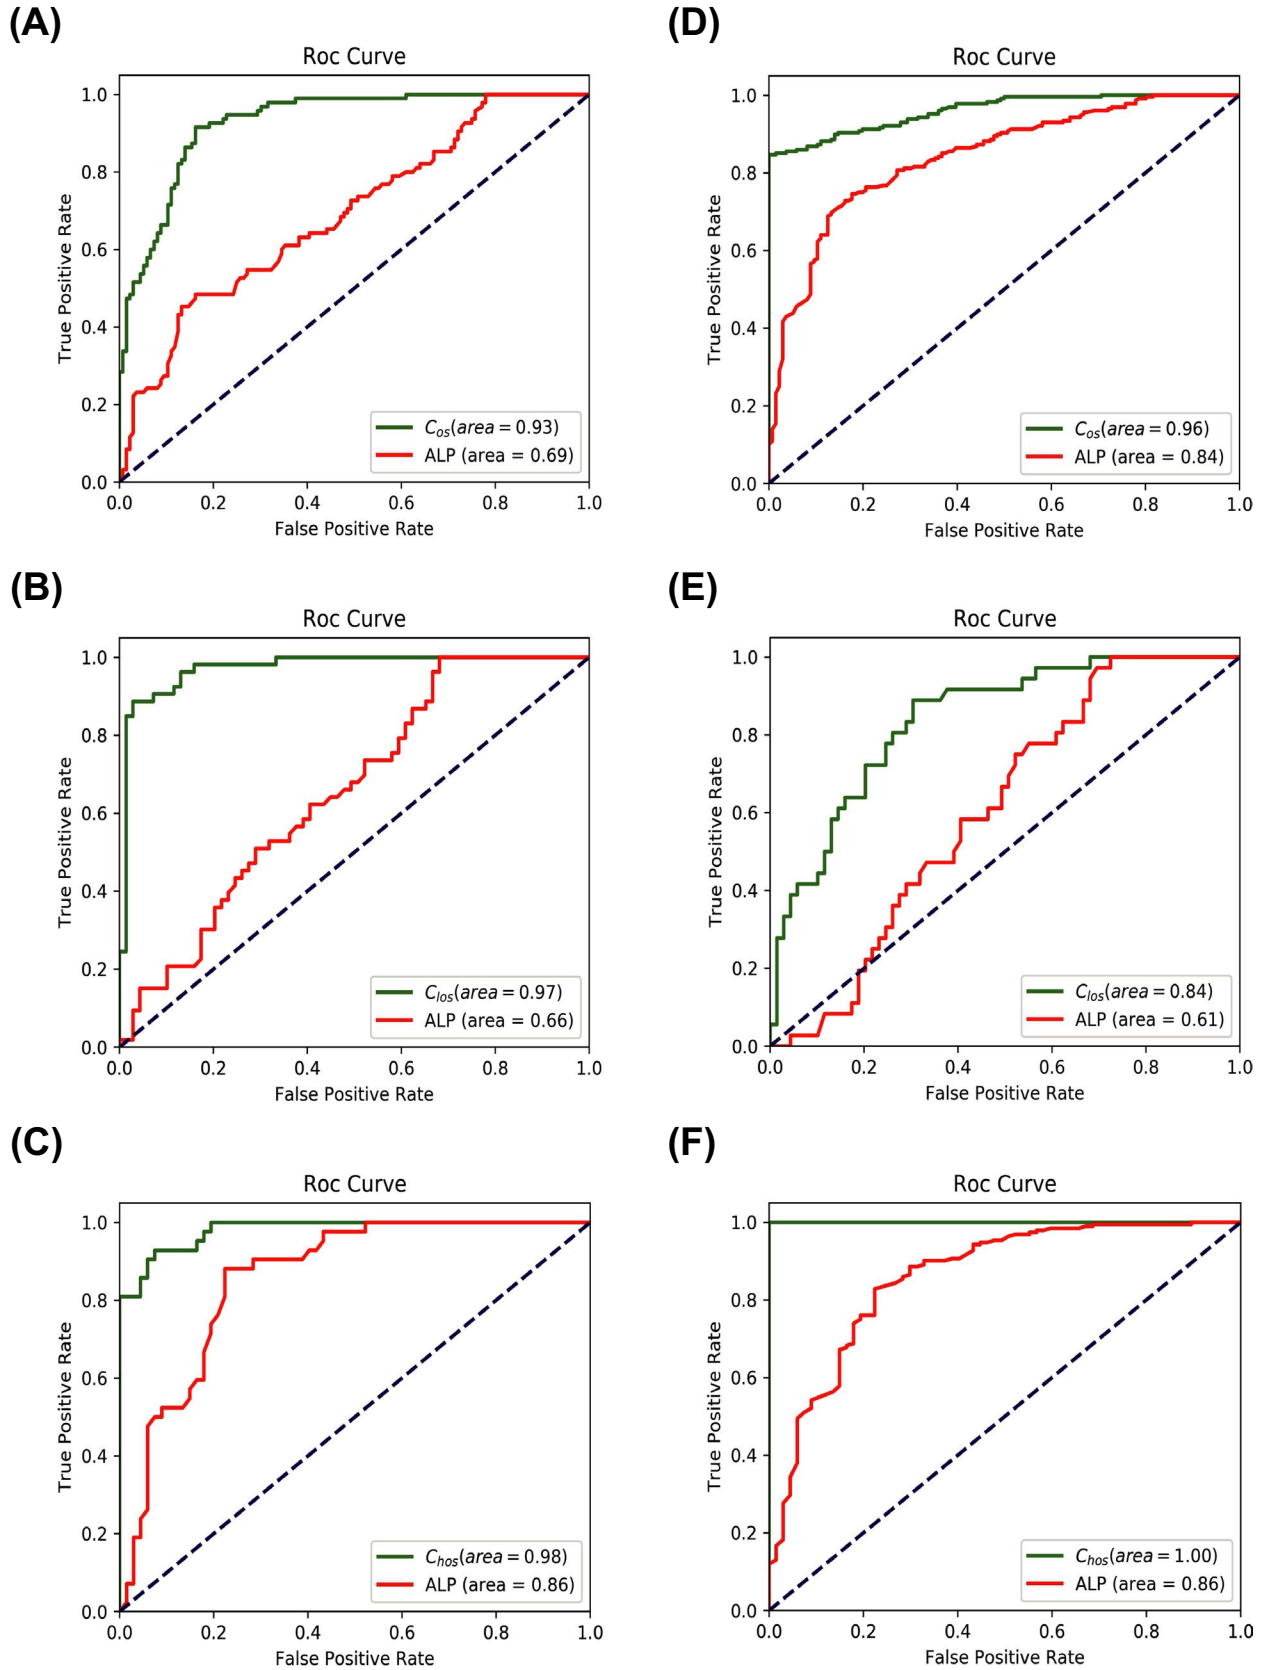 (A)
Roc Curve
True Positive Rate
1.0
0.8
0.6
0.4
0.2
0.0
Cos(area = 0.93)
ALP (area = 0.69)
0.0 0.2 0.4 0.6 0.8 1.0
False Positive Rate
(D)
Roc Curve
True Positive Rate
1.0
0.8
0.6
0.4
0.2
0.0
Cos(area = 0.96)
ALP (area = 0.84)
0.0 0.2 0.4 0.6 0.8 1.0
False Positive Rate
(B)
Roc Curve
True Positive Rate
1.0
0.8
0.6
0.4
0.2
0.0
Clos(area = 0.97)
ALP (area = 0.66)
0.0 0.2 0.4 0.6 0.8 1.0
False Positive Rate
(E)
Roc Curve
True Positive Rate
1.0
0.8
0.6
0.4
0.2
0.0
Clos(area = 0.84)
ALP (area = 0.61)
0.0 0.2 0.4 0.6 0.8 1.0
False Positive Rate
(C)
Roc Curve
True Positive Rate
1.0
0.8
0.6
0.4
0.2
0.0
Chos(area = 0.98)
ALP (area = 0.86)
0.0 0.2 0.4 0.6 0.8 1.0
False Positive Rate
(F)
Roc Curve
True Positive Rate
1.0
0.8
0.6
0.4
0.2
0.0
Chos(area = 1.00)
ALP (area = 0.86)
0.0 0.2 0.4 0.6 0.8 1.0
False Positive Rate